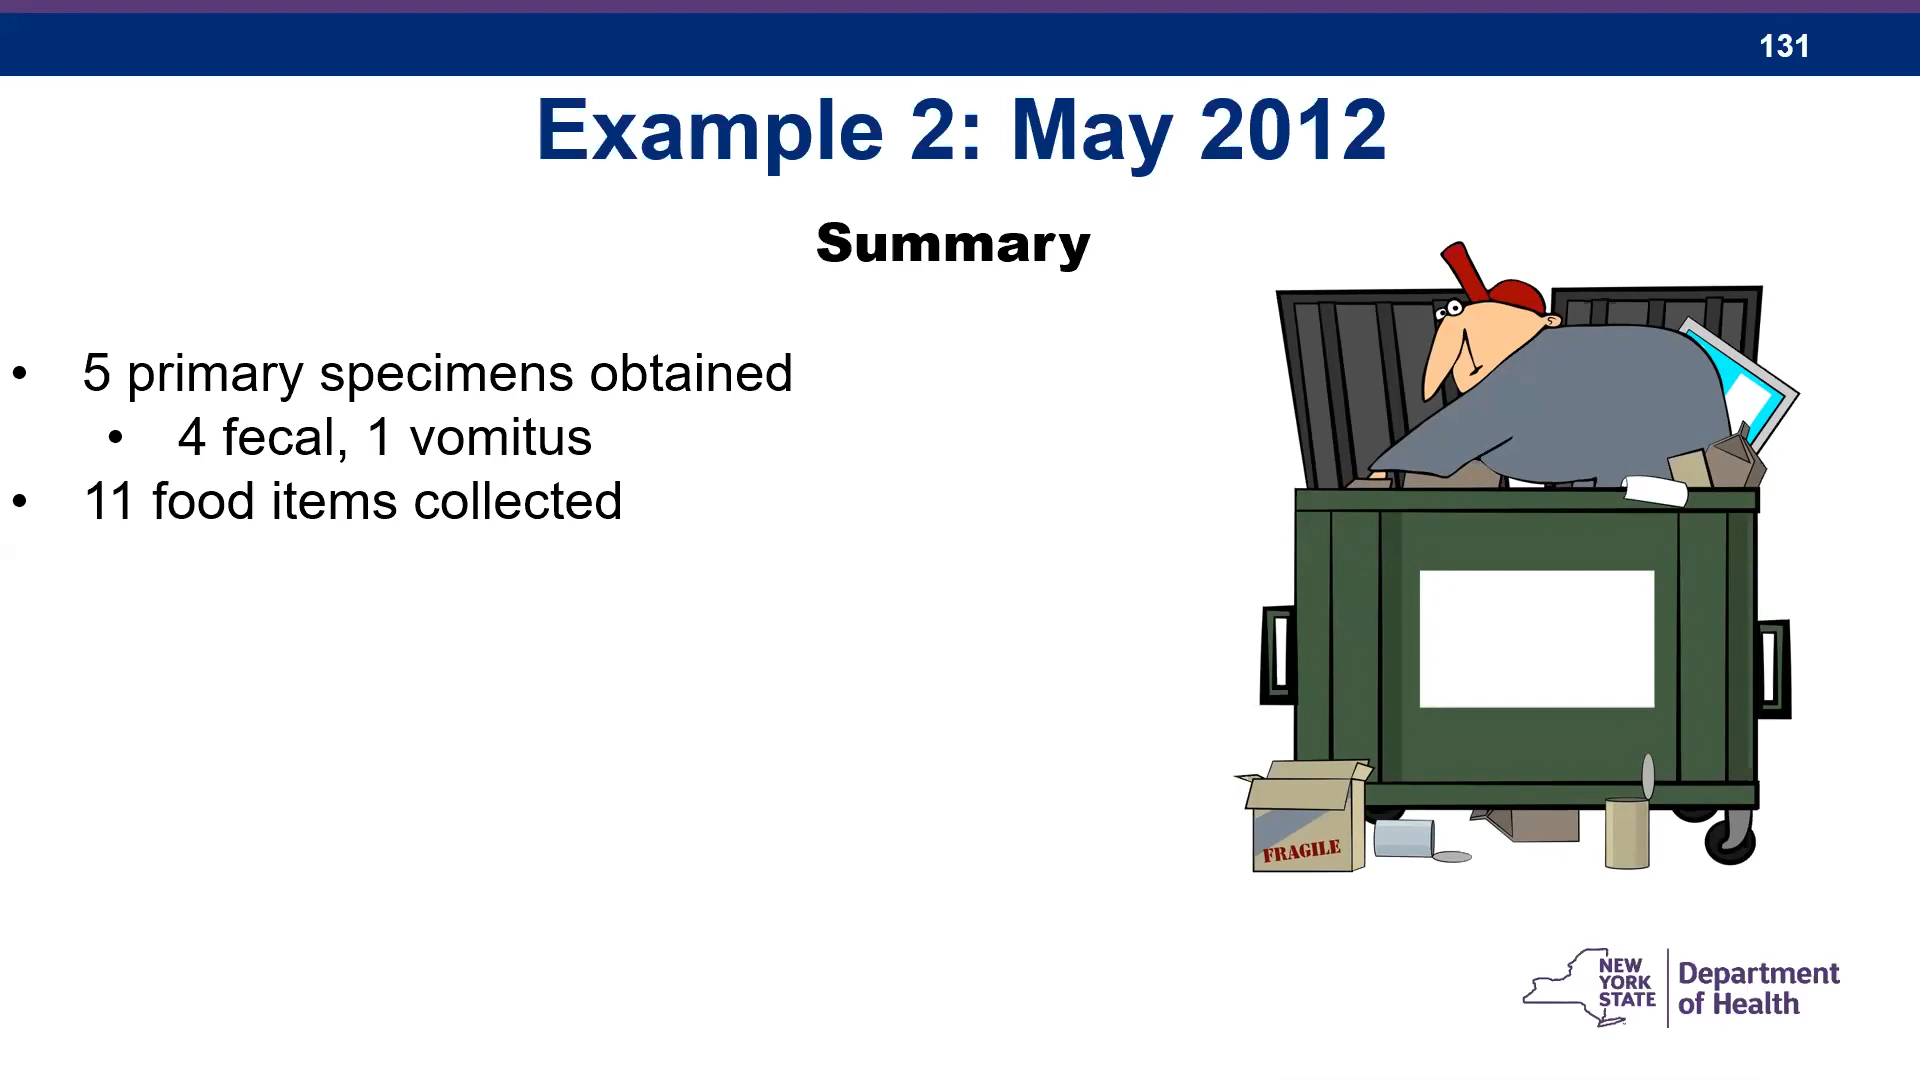 131
Example 2: May 2012
Summary
• 5 primary specimens obtained
• 4 fecal, 1 vomitus
• 11 food items collected
FRAGILE
NEW
YORK
STATE
Department
of Health